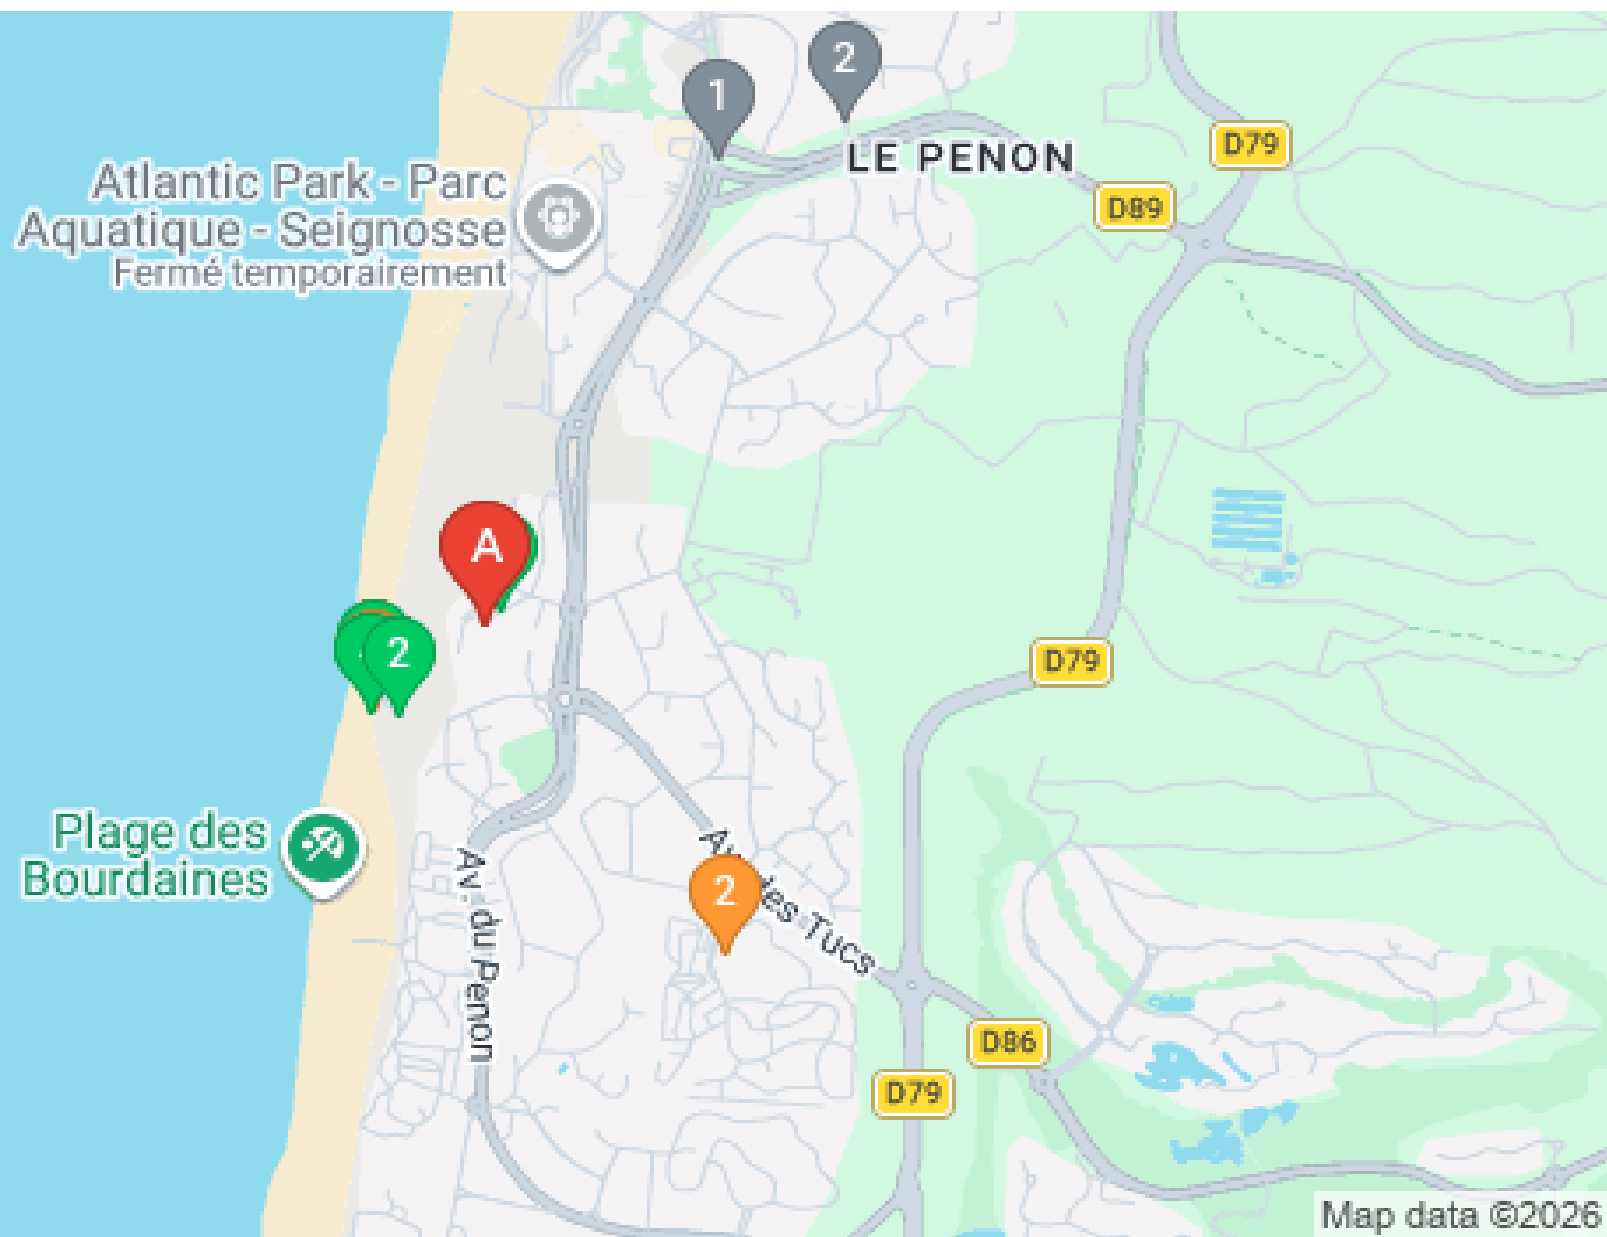 2
1
LE PENON
D79
Atlantic Park - Parc
Aquatique - Seignosse
Fermé temporairement
D89
A
2
D79
Plage des
Bourdaines
Av. du Penon
2
des Tucs
D86
D79
Map data ©2026